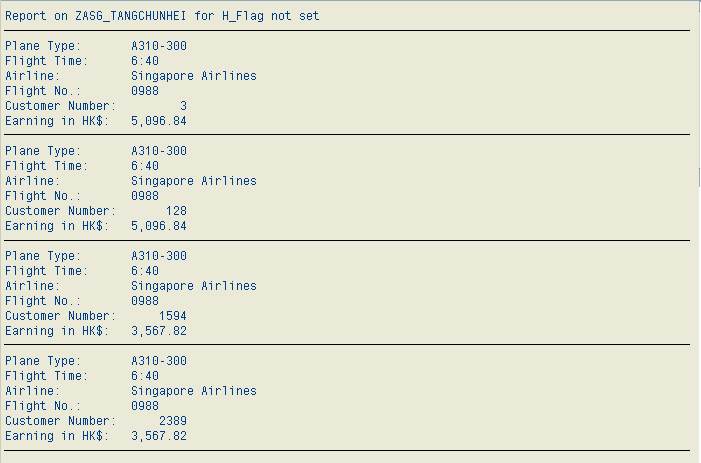 Report on ZASG_TANGCHUNHEI for H_Flag not set
Plane Type: A310-300
Flight Time: 6:40
Airline: Singapore Airlines
Flight No.: 0988
Customer Number: 3
Earning in HK$: 5,096.84
Plane Type: A310-300
Flight Time: 6:40
Airline: Singapore Airlines
Flight No.: 0988
Customer Number: 128
Earning in HK$: 5,096.84
Plane Type: A310-300
Flight Time: 6:40
Airline: Singapore Airlines
Flight No.: 0988
Customer Number: 1594
Earning in HK$: 3,567.82
Plane Type: A310-300
Flight Time: 6:40
Airline: Singapore Airlines
Flight No.: 0988
Customer Number: 2389
Earning in HK$: 3,567.82